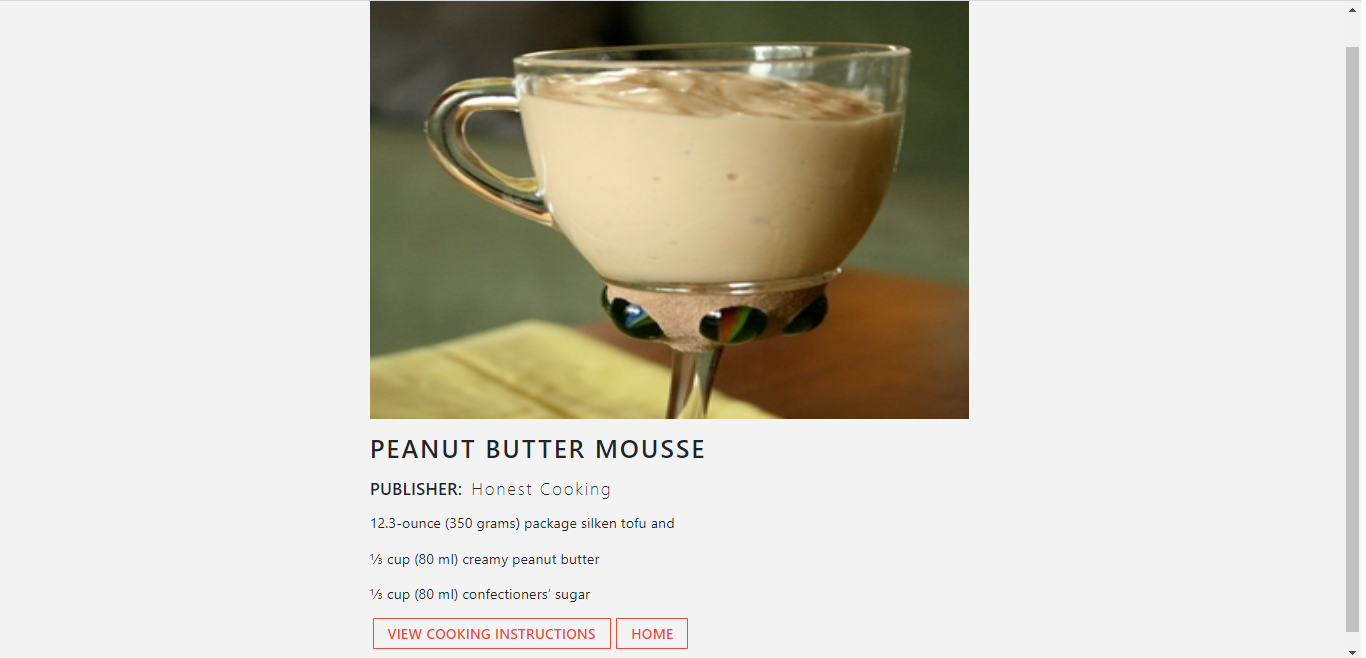 PEANUT BUTTER MOUSSE
PUBLISHER: Honest Cooking
12.3-ounce (350 grams) package silken tofu and
⅓ cup (80 ml) creamy peanut butter
⅓ cup (80 ml) confectioners’ sugar
VIEW COOKING INSTRUCTIONS HOME